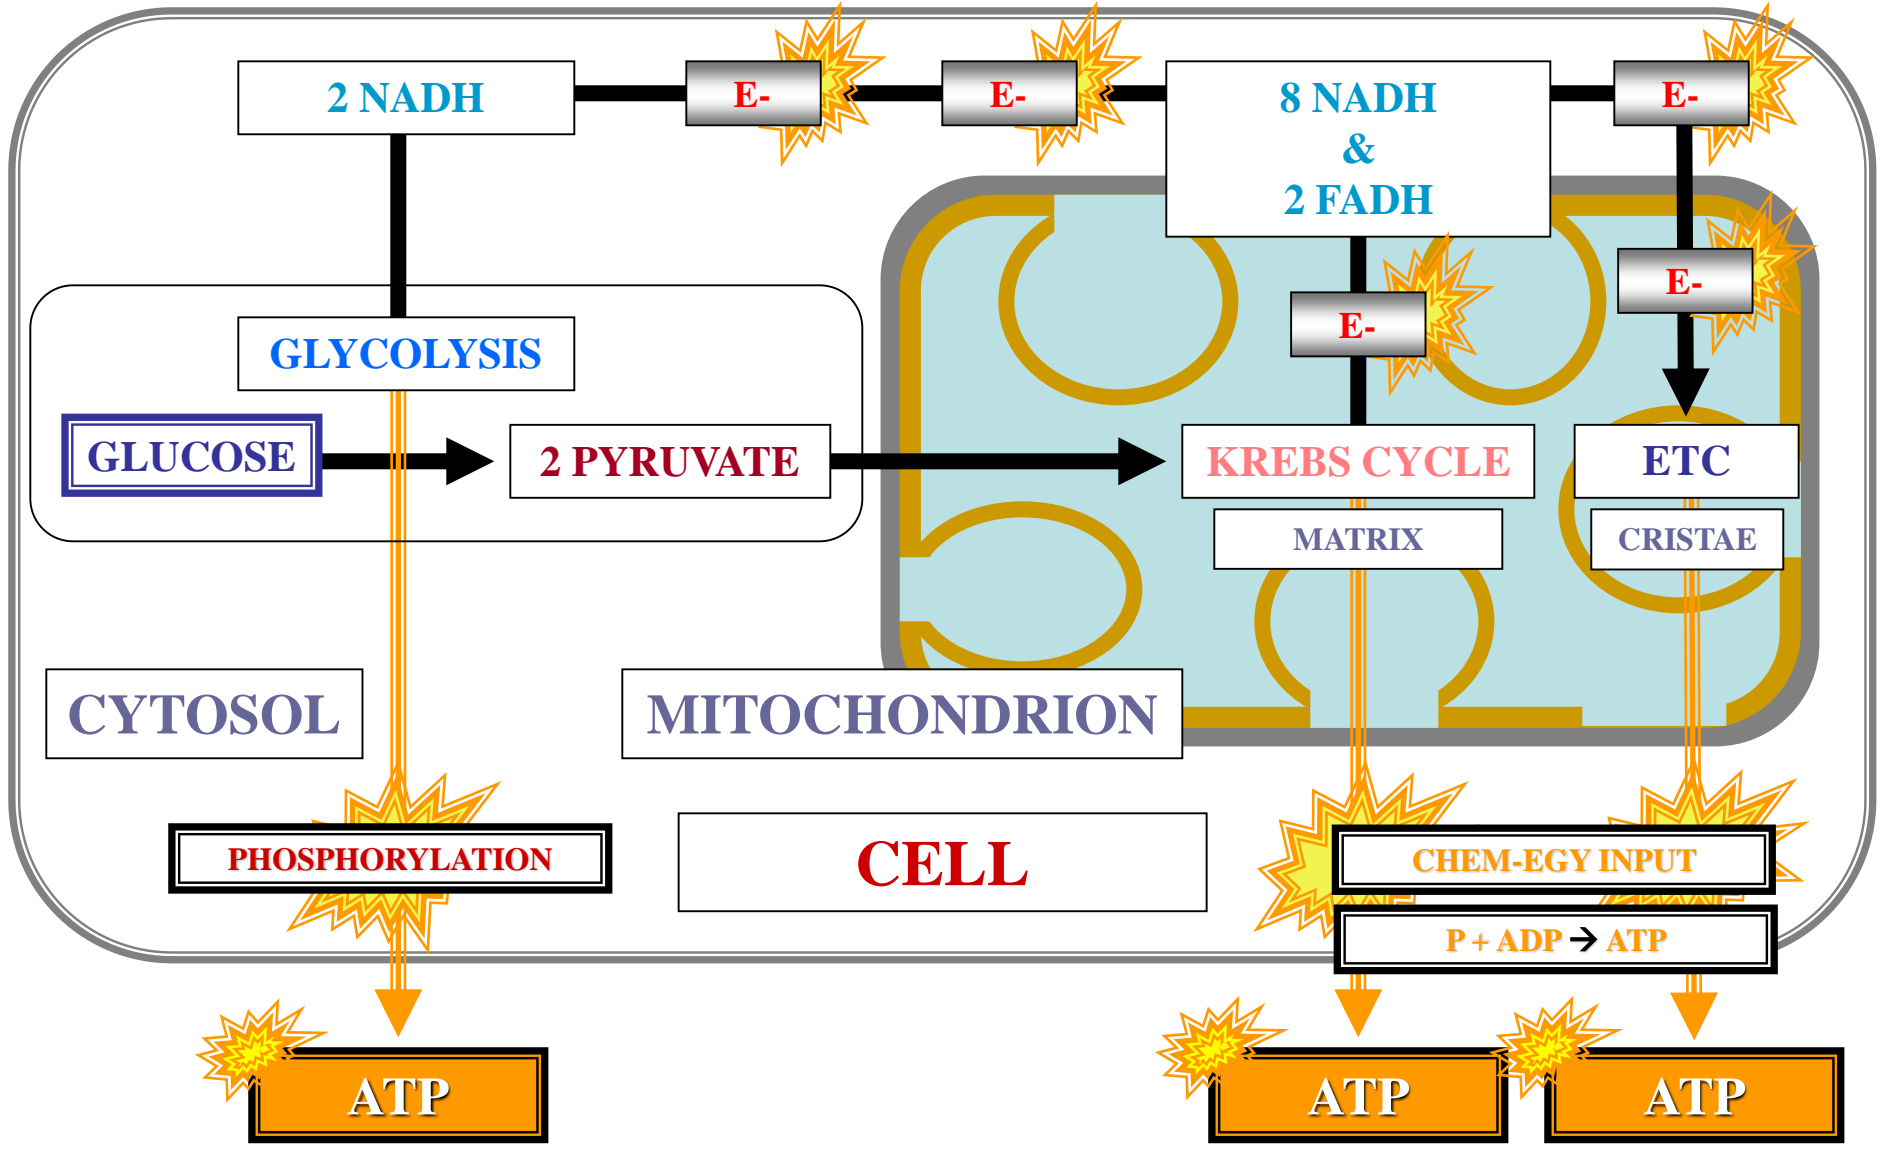 2 NADH
E-
E-
8 NADH
&
2 FADH
E-
E-
E-
GLYCOLYSIS
GLUCOSE
2 PYRUVATE
KREBS CYCLE
ETC
MATRIX
CRISTAE
CYTOSOL
MITOCHONDRION
PHOSPHORYLATION
CELL
CHEM-EGY INPUT
P + ADP → ATP
ATP
ATP
ATP